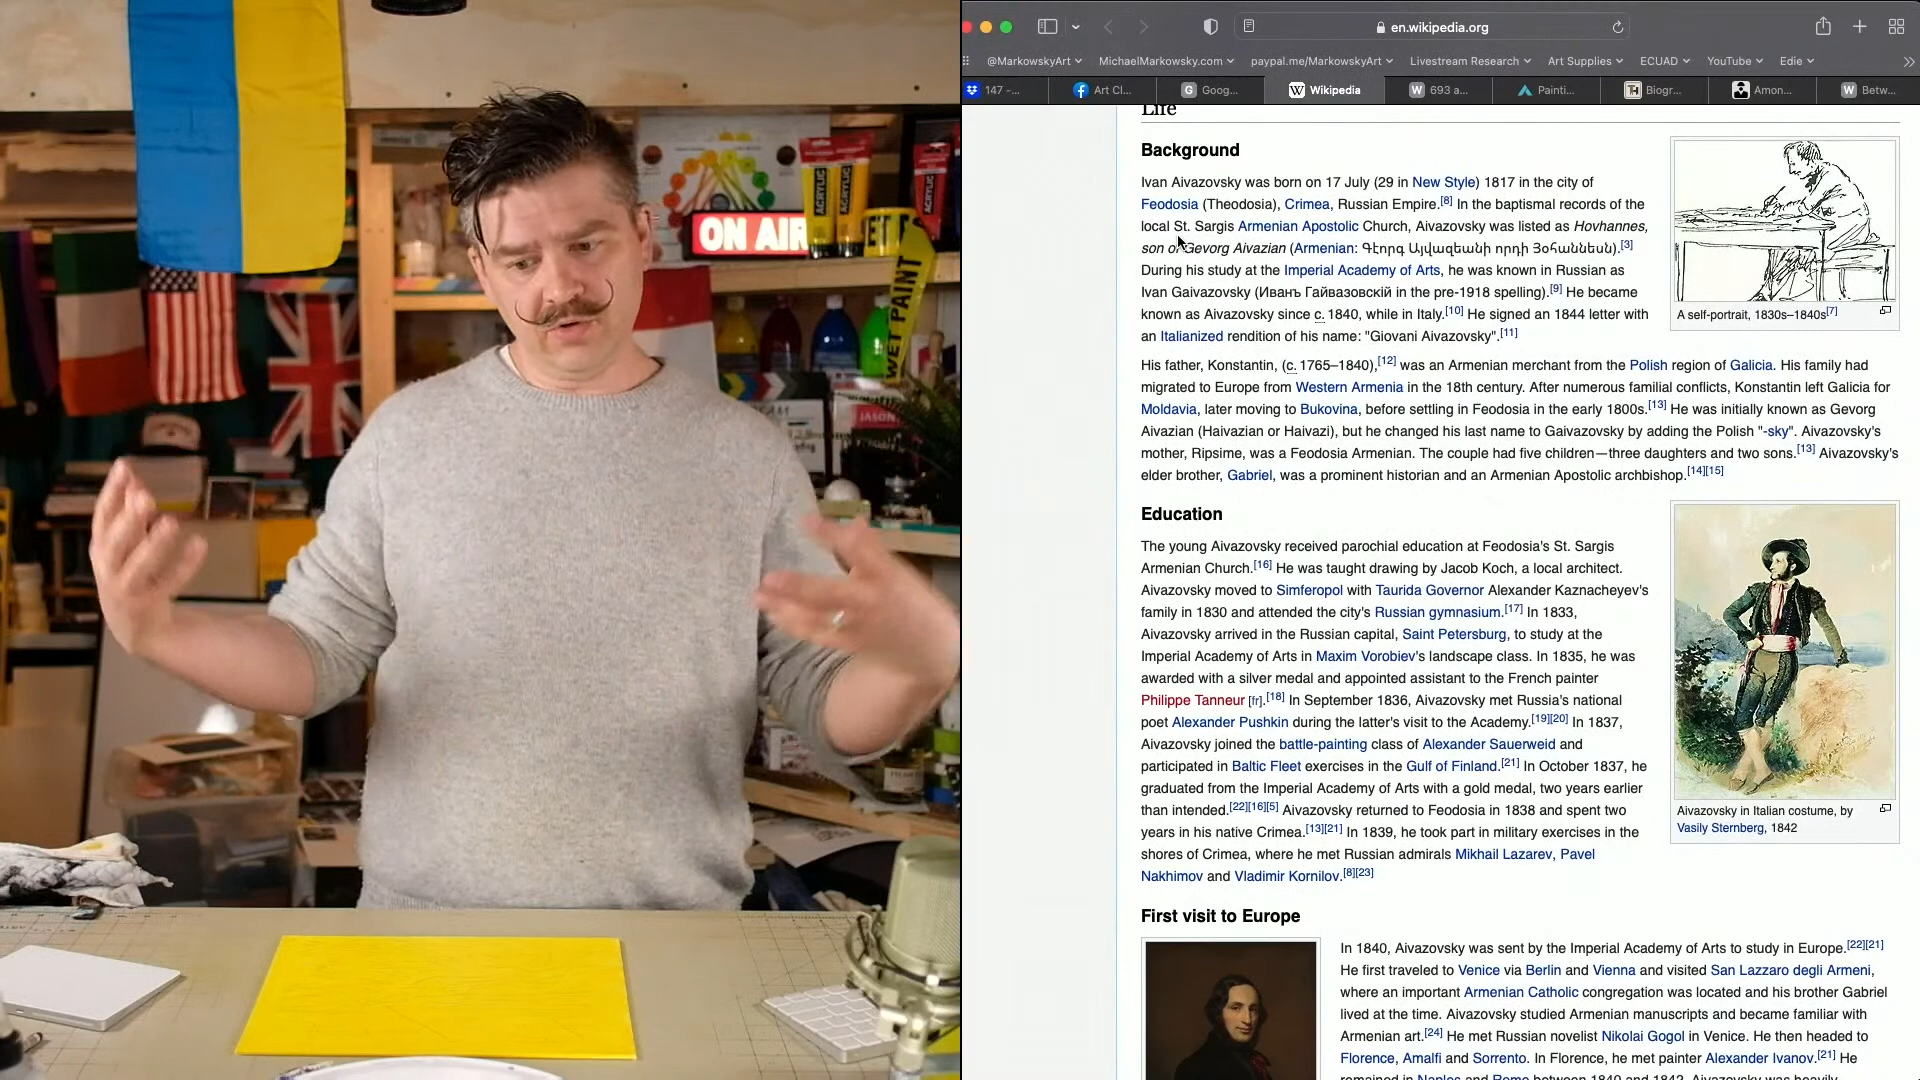 en.wikipedia.org
@MarkowskyArt MichaelMarkowsky.com paypal.me/MarkowskyArt Livestream Research Art Supplies ECUAD YouTube Edie
147 -... Art Cl... Goog... Wikipedia 693 a... Painti... Biogr... Amon... Betw...
ON AIR
ACRYLIC
ACRYLIC
WET PAINT
JASON
Life
Background
Ivan Aivazovsky was born on 17 July (29 in New Style) 1817 in the city of
Feodosia (Theodosia), Crimea, Russian Empire.[8] In the baptismal records of the
local St. Sargis Armenian Apostolic Church, Aivazovsky was listed as Hovhannes,
son of Gevorg Aivazian (Armenian: Գէորգ Այվազեանի որդի Յօհաննեսն).[3]
During his study at the Imperial Academy of Arts, he was known in Russian as
Ivan Gaivazovsky (Иванъ Гайвазовскій in the pre-1918 spelling).[9] He became
known as Aivazovsky since c. 1840, while in Italy.[10] He signed an 1844 letter with
an Italianized rendition of his name: "Giovani Aivazovsky".[11]
A self-portrait, 1830s–1840s[7]
His father, Konstantin, (c. 1765–1840),[12] was an Armenian merchant from the Polish region of Galicia. His family had
migrated to Europe from Western Armenia in the 18th century. After numerous familial conflicts, Konstantin left Galicia for
Moldavia, later moving to Bukovina, before settling in Feodosia in the early 1800s.[13] He was initially known as Gevorg
Aivazian (Haivazian or Haivazi), but he changed his last name to Gaivazovsky by adding the Polish "-sky". Aivazovsky's
mother, Ripsime, was a Feodosia Armenian. The couple had five children—three daughters and two sons.[13] Aivazovsky's
elder brother, Gabriel, was a prominent historian and an Armenian Apostolic archbishop.[14][15]
Education
The young Aivazovsky received parochial education at Feodosia's St. Sargis
Armenian Church.[16] He was taught drawing by Jacob Koch, a local architect.
Aivazovsky moved to Simferopol with Taurida Governor Alexander Kaznacheyev's
family in 1830 and attended the city's Russian gymnasium.[17] In 1833,
Aivazovsky arrived in the Russian capital, Saint Petersburg, to study at the
Imperial Academy of Arts in Maxim Vorobiev's landscape class. In 1835, he was
awarded with a silver medal and appointed assistant to the French painter
Philippe Tanneur [fr].[18] In September 1836, Aivazovsky met Russia's national
poet Alexander Pushkin during the latter's visit to the Academy.[19][20] In 1837,
Aivazovsky joined the battle-painting class of Alexander Sauerweid and
participated in Baltic Fleet exercises in the Gulf of Finland.[21] In October 1837, he
graduated from the Imperial Academy of Arts with a gold medal, two years earlier
than intended.[22][16][5] Aivazovsky returned to Feodosia in 1838 and spent two
years in his native Crimea.[13][21] In 1839, he took part in military exercises in the
shores of Crimea, where he met Russian admirals Mikhail Lazarev, Pavel
Nakhimov and Vladimir Kornilov.[8][23]
Aivazovsky in Italian costume, by
Vasily Sternberg, 1842
First visit to Europe
In 1840, Aivazovsky was sent by the Imperial Academy of Arts to study in Europe.[22][21]
He first traveled to Venice via Berlin and Vienna and visited San Lazzaro degli Armeni,
where an important Armenian Catholic congregation was located and his brother Gabriel
lived at the time. Aivazovsky studied Armenian manuscripts and became familiar with
Armenian art.[24] He met Russian novelist Nikolai Gogol in Venice. He then headed to
Florence, Amalfi and Sorrento. In Florence, he met painter Alexander Ivanov.[21] He
remained in Naples and Rome between 1840 and 1842. Aivazovsky was heavily